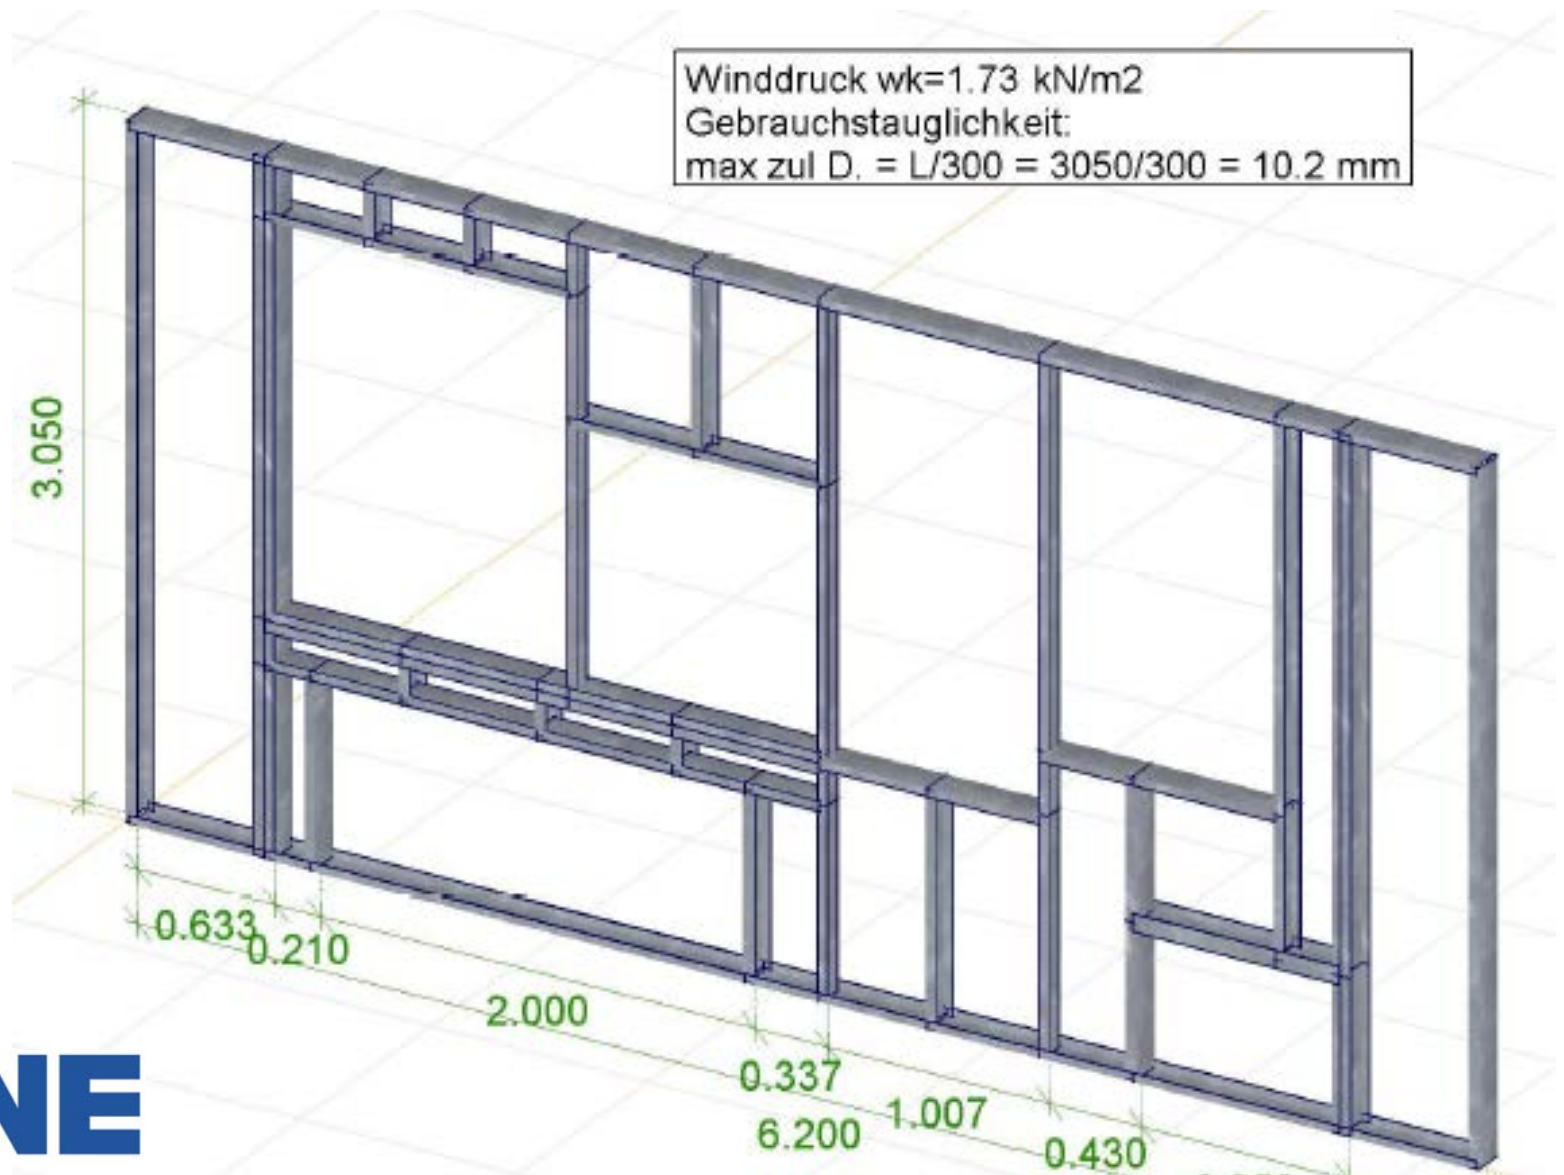 Winddruck wk=1.73 kN/m2
Gebrauchstauglichkeit:
max zul D. = L/300 = 3050/300 = 10.2 mm
3.050
0.633
0.210
2.000
0.337
1.007
6.200
0.430
NE